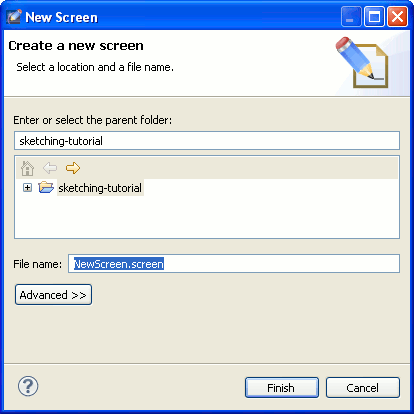 New Screen
Create a new screen
Select a location and a file name.
Enter or select the parent folder:
sketching-tutorial
sketching-tutorial
File name: NewScreen.screen
Advanced >>
? Finish Cancel